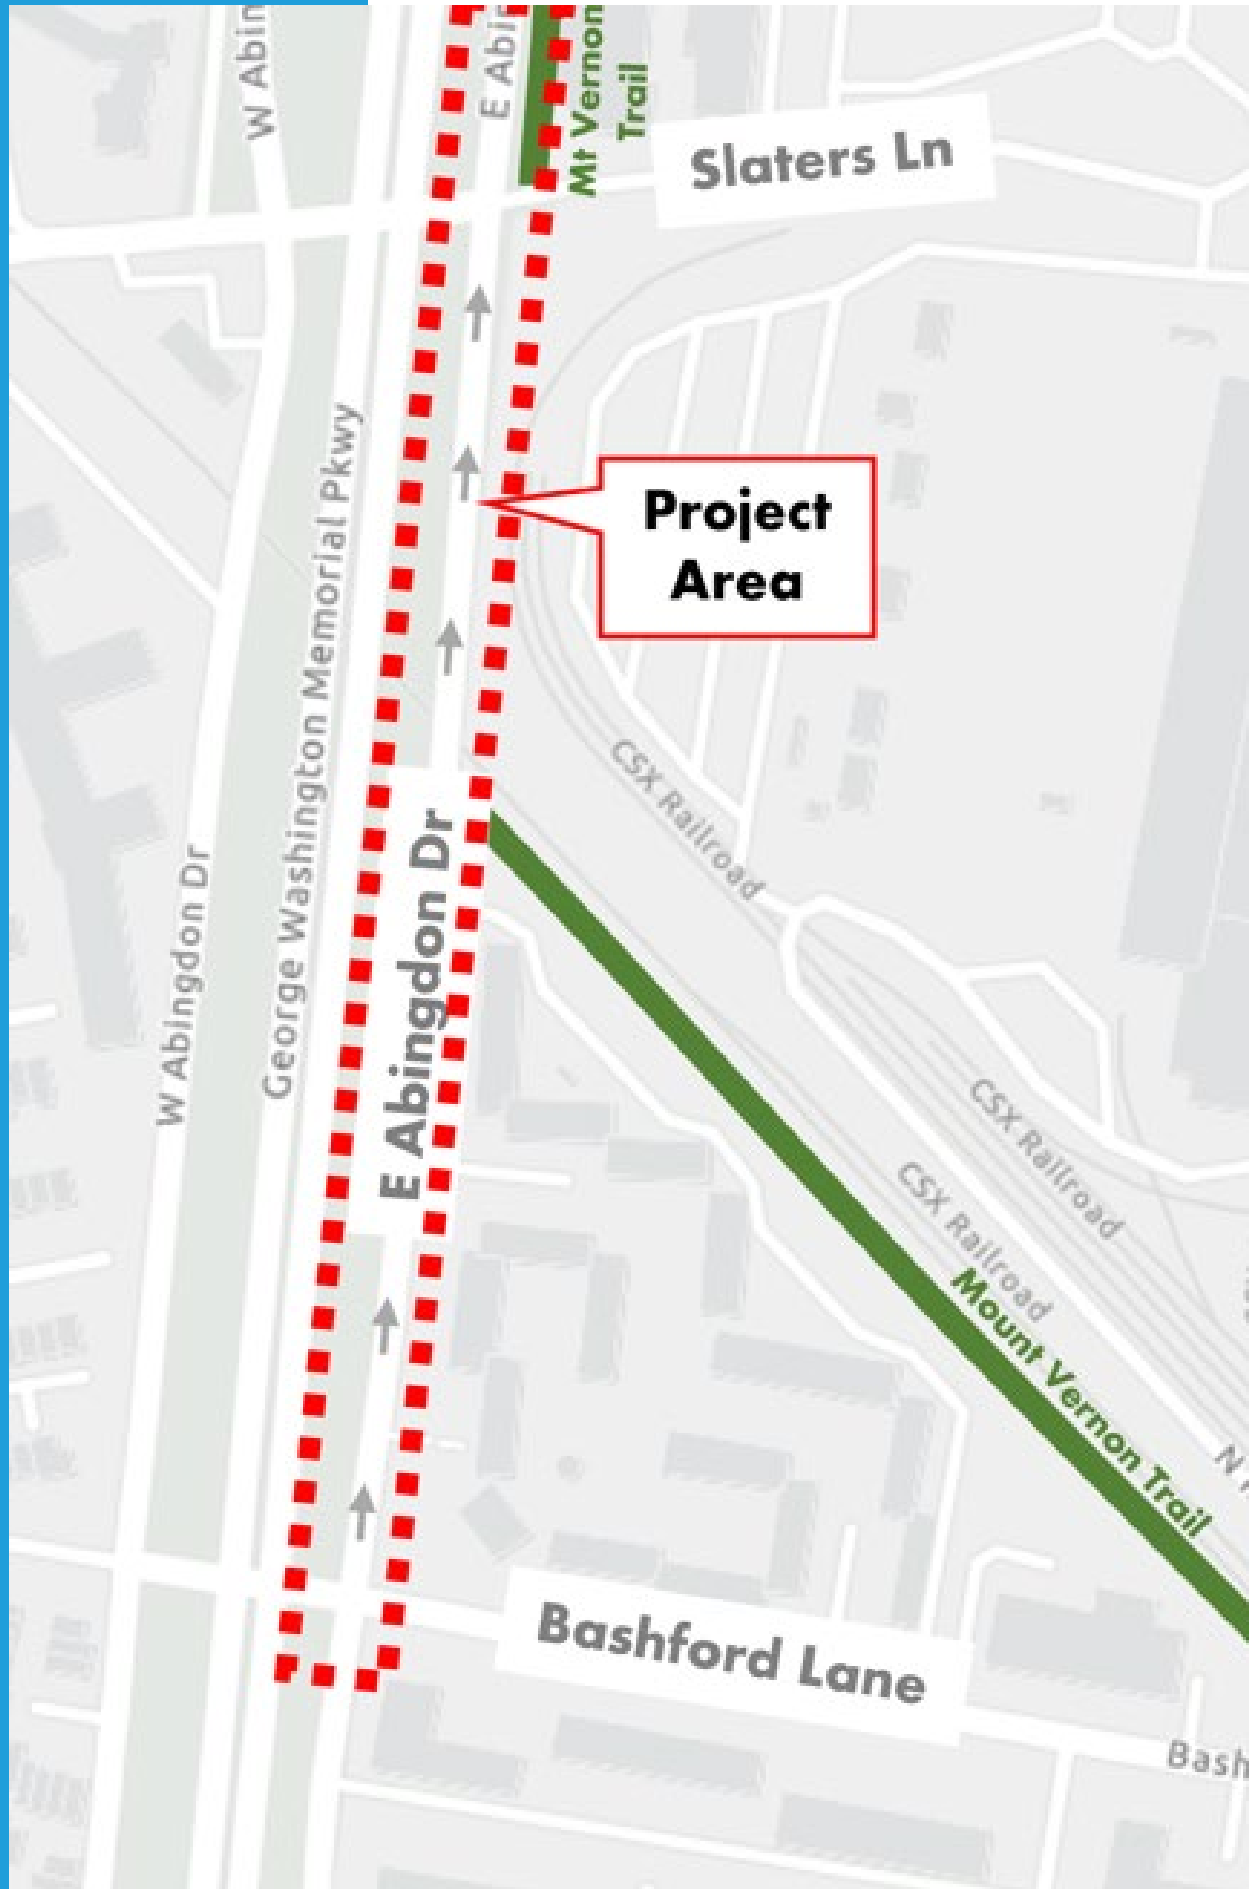 W Abin
E Abin
Mt Vernon
Trail
Slaters Ln
George Washington Memorial Pkwy
Project
Area
CSX Railroad
W Abingdon Dr
E Abingdon Dr
CSX Railroad
CSX Railroad
Mount Vernon Trail
N
Bashford Lane
Bash